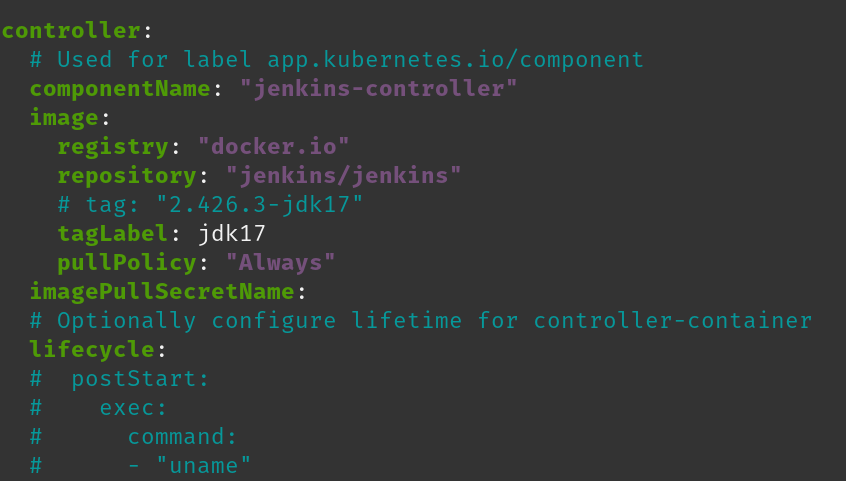 controller:
  # Used for label app.kubernetes.io/component
  componentName: "jenkins-controller"
  image:
    registry: "docker.io"
    repository: "jenkins/jenkins"
    # tag: "2.426.3-jdk17"
    tagLabel: jdk17
    pullPolicy: "Always"
  imagePullSecretName:
  # Optionally configure lifetime for controller-container
  lifecycle:
  #  postStart:
  #    exec:
  #      command:
  #      - "uname"